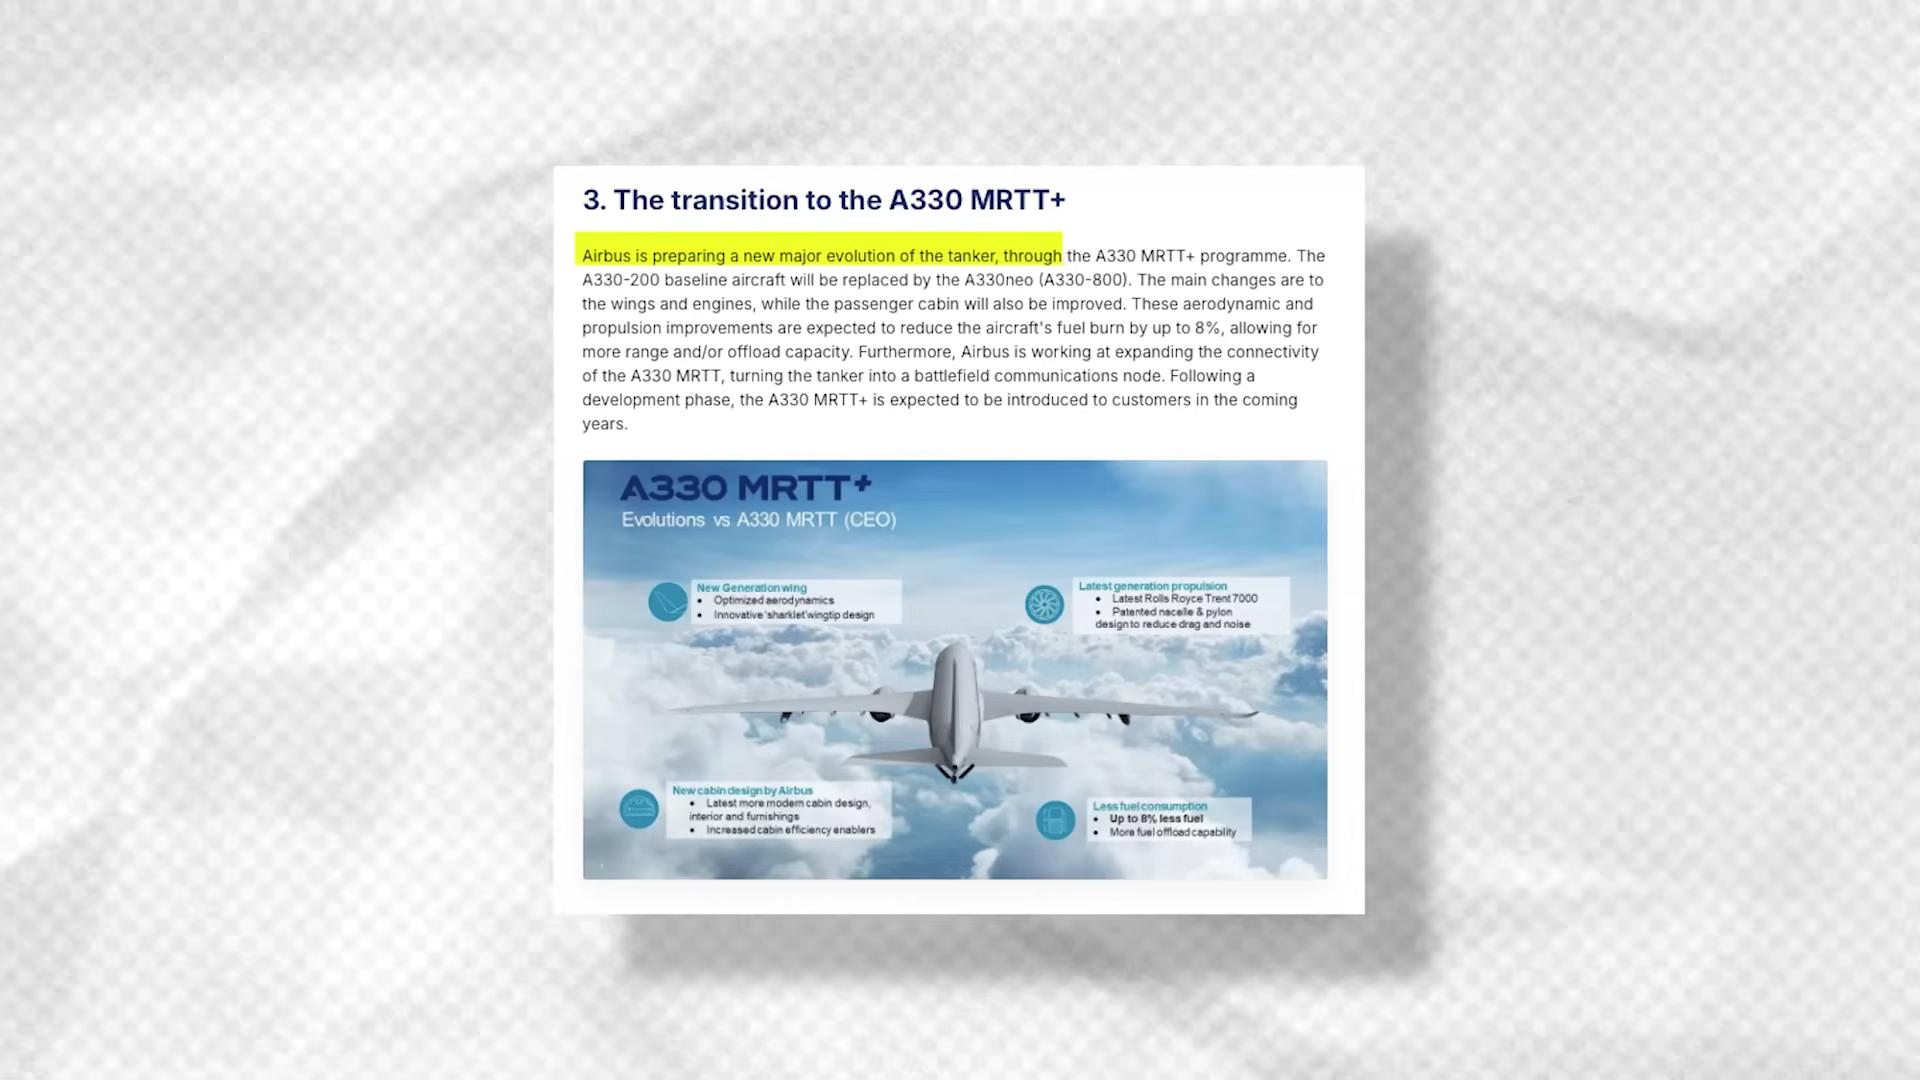 3. The transition to the A330 MRTT+
Airbus is preparing a new major evolution of the tanker, through the A330 MRTT+ programme. The
A330-200 baseline aircraft will be replaced by the A330neo (A330-800). The main changes are to
the wings and engines, while the passenger cabin will also be improved. These aerodynamic and
propulsion improvements are expected to reduce the aircraft's fuel burn by up to 8%, allowing for
more range and/or offload capacity. Furthermore, Airbus is working at expanding the connectivity
of the A330 MRTT, turning the tanker into a battlefield communications node. Following a
development phase, the A330 MRTT+ is expected to be introduced to customers in the coming
years.
A330 MRTT+
Evolutions vs A330 MRTT (CEO)
New Generation wing
• Optimized aerodynamics
• Innovative 'sharklet' wingtip design
Latest generation propulsion
• Latest Rolls Royce Trent 7000
• Patented nacelle & pylon
design to reduce drag and noise
New cabin design by Airbus
• Latest more modern cabin design,
interior and furnishings
• Increased cabin efficiency enablers
Less fuel consumption
• Up to 8% less fuel
• More fuel offload capability